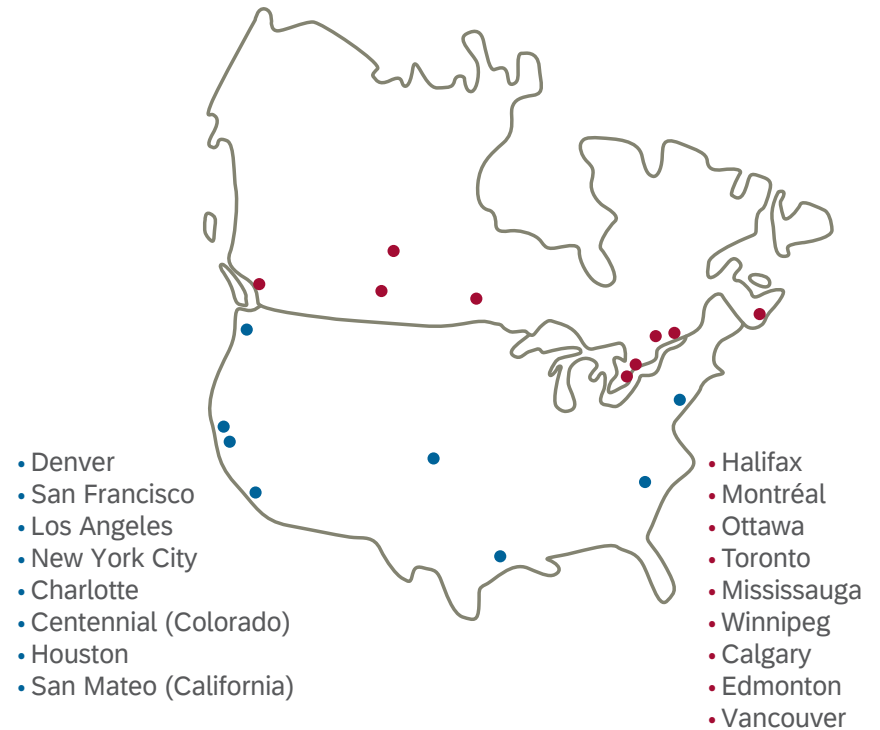 • Denver
• San Francisco
• Los Angeles
• New York City
• Charlotte
• Centennial (Colorado)
• Houston
• San Mateo (California)
• Halifax
• Montréal
• Ottawa
• Toronto
• Mississauga
• Winnipeg
• Calgary
• Edmonton
• Vancouver